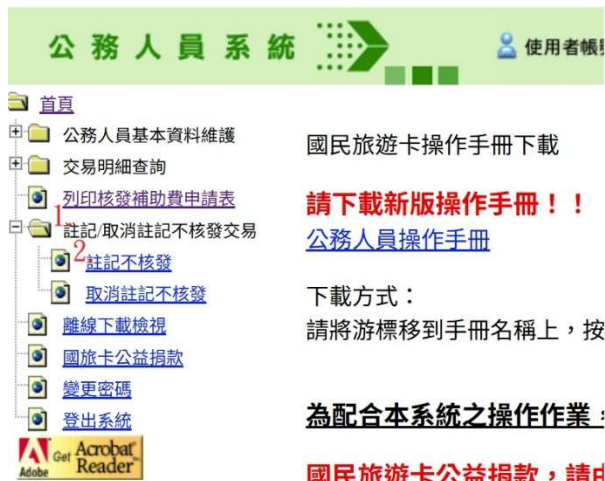 公務人員系統
使用者帳
首頁
公務人員基本資料維護
交易明細查詢
列印核發補助費申請表
1
註記/取消註記不核發交易
2
註記不核發
取消註記不核發
離線下載檢視
國旅卡公益捐款
變更密碼
登出系統
Adobe Get Acrobat Reader
國民旅遊卡操作手冊下載
請下載新版操作手冊！！
公務人員操作手冊
下載方式：
請將游標移到手冊名稱上，按
為配合本系統之操作作業，
國民旅遊卡公益捐款，請